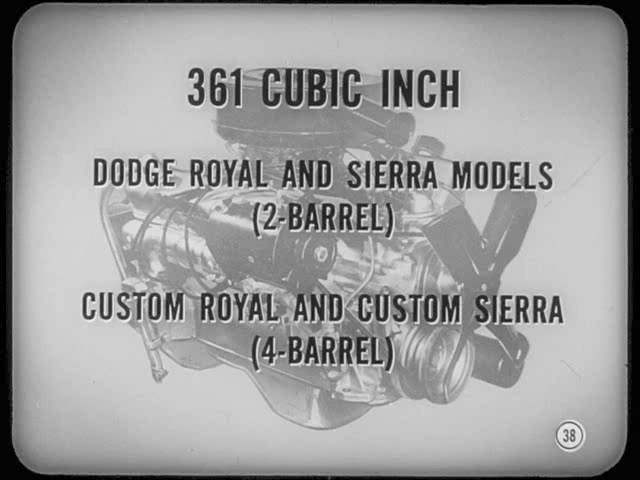 361 CUBIC INCH
DODGE ROYAL AND SIERRA MODELS
(2-BARREL)
CUSTOM ROYAL AND CUSTOM SIERRA
(4-BARREL)
38